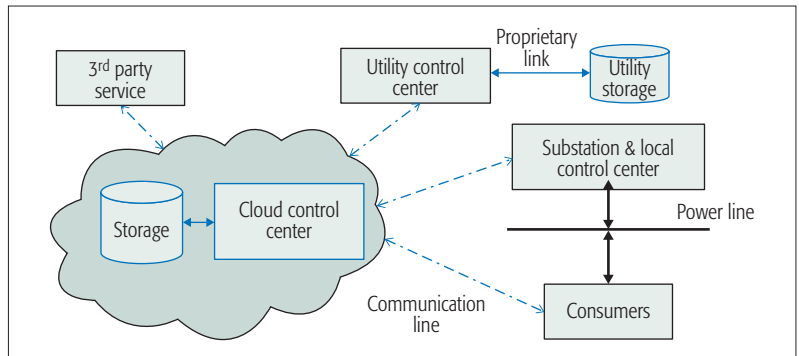 3rd party
service
Utility control
center
Proprietary
link
Utility
storage
Substation & local
control center
Power line
Storage
Cloud control
center
Communication
line
Consumers